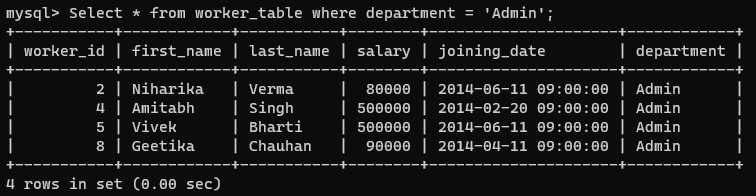 mysql> Select * from worker_table where department = 'Admin';
+-----------+------------+-----------+--------+---------------------+------------+
| worker_id | first_name | last_name | salary | joining_date        | department |
+-----------+------------+-----------+--------+---------------------+------------+
|         2 | Niharika   | Verma     |  80000 | 2014-06-11 09:00:00 | Admin      |
|         4 | Amitabh    | Singh     | 500000 | 2014-02-20 09:00:00 | Admin      |
|         5 | Vivek      | Bharti    | 500000 | 2014-06-11 09:00:00 | Admin      |
|         8 | Geetika    | Chauhan   |  90000 | 2014-04-11 09:00:00 | Admin      |
+-----------+------------+-----------+--------+---------------------+------------+
4 rows in set (0.00 sec)